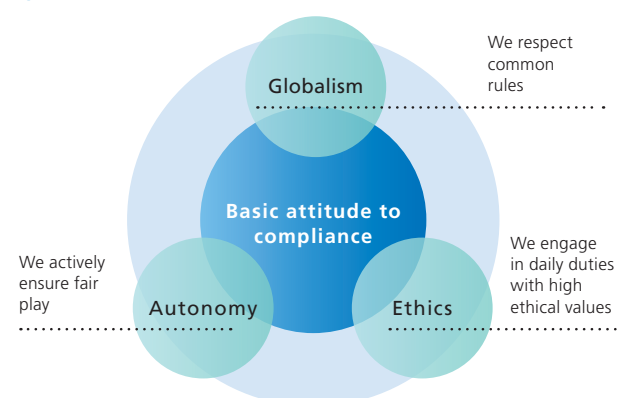 We respect
common
rules
Globalism
Basic attitude to
compliance
We actively
ensure fair
play
Autonomy
Ethics
We engage
in daily duties
with high
ethical values